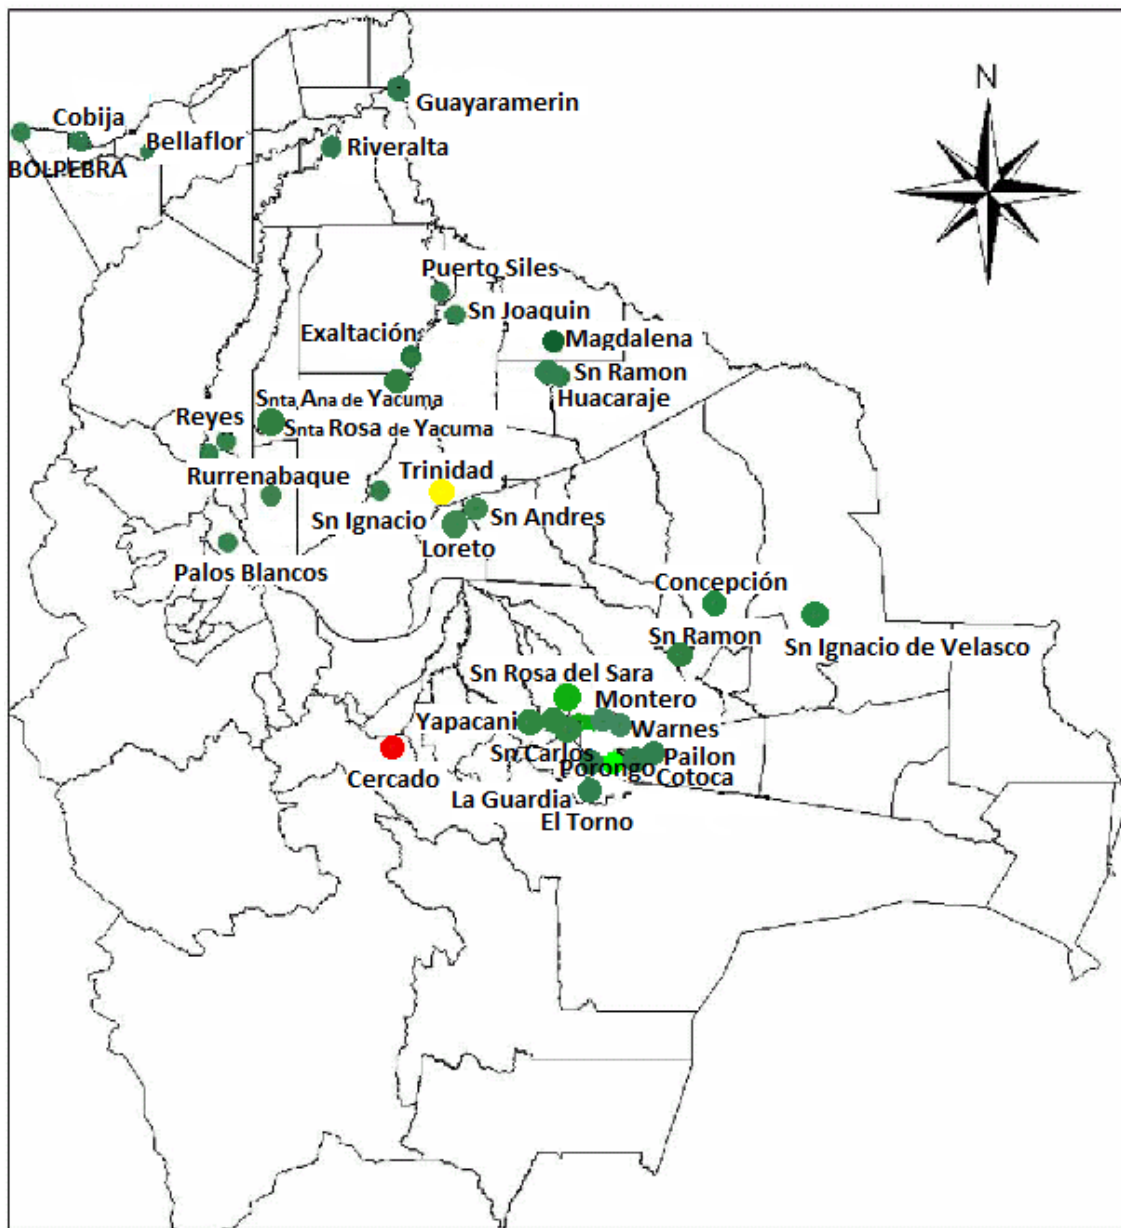 N
Guayaramerin
Cobija
Bellaflor
Riveralta
BOLPEBRA
Puerto Siles
Sn Joaquin
Exaltación
Magdalena
Sn Ramon
Snta Ana de Yacuma
Huacaraje
Reyes
Snta Rosa de Yacuma
Trinidad
Rurrenabaque
Sn Ignacio
Sn Andres
Loreto
Palos Blancos
Concepción
Sn Ramon
Sn Ignacio de Velasco
Sn Rosa del Sara
Montero
Yapacani
Warnes
Sn Carlos
Porongo
Pailon
Cercado
Cotoca
La Guardia
El Torno